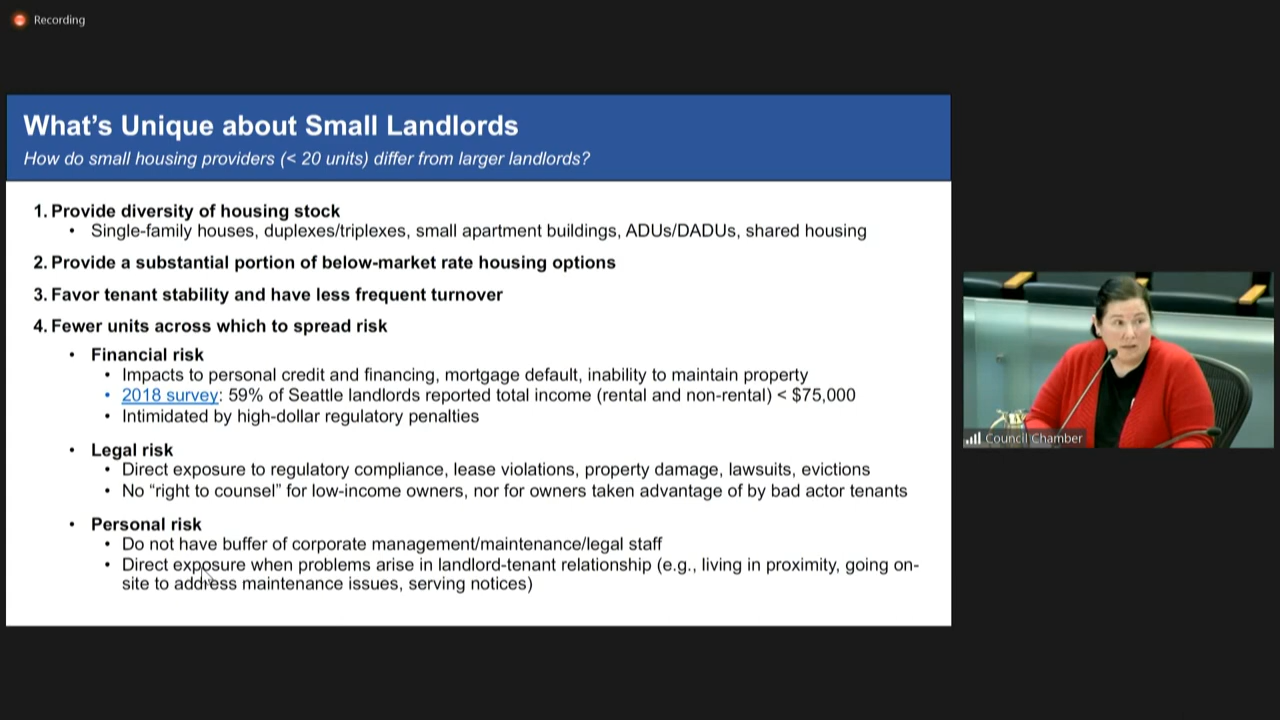 Recording
What's Unique about Small Landlords
How do small housing providers (< 20 units) differ from larger landlords?
1. Provide diversity of housing stock
• Single-family houses, duplexes/triplexes, small apartment buildings, ADUs/DADUs, shared housing
2. Provide a substantial portion of below-market rate housing options
3. Favor tenant stability and have less frequent turnover
4. Fewer units across which to spread risk
• Financial risk
• Impacts to personal credit and financing, mortgage default, inability to maintain property
• 2018 survey: 59% of Seattle landlords reported total income (rental and non-rental) < $75,000
• Intimidated by high-dollar regulatory penalties
• Legal risk
• Direct exposure to regulatory compliance, lease violations, property damage, lawsuits, evictions
• No “right to counsel” for low-income owners, nor for owners taken advantage of by bad actor tenants
• Personal risk
• Do not have buffer of corporate management/maintenance/legal staff
• Direct exposure when problems arise in landlord-tenant relationship (e.g., living in proximity, going on-
site to address maintenance issues, serving notices)
Council Chamber